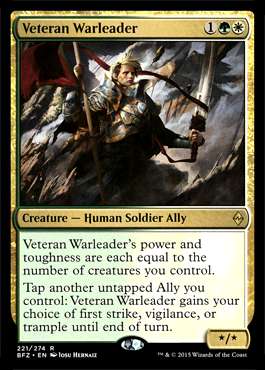 Veteran Warleader 1
Creature — Human Soldier Ally
Veteran Warleader's power and
toughness are each equal to the
number of creatures you control.
Tap another untapped Ally you
control: Veteran Warleader gains your
choice of first strike, vigilance, or
trample until end of turn.
221/274 R
BFZ • EN Josu Hernaiz
™ & © 2015 Wizards of the Coast
*/*